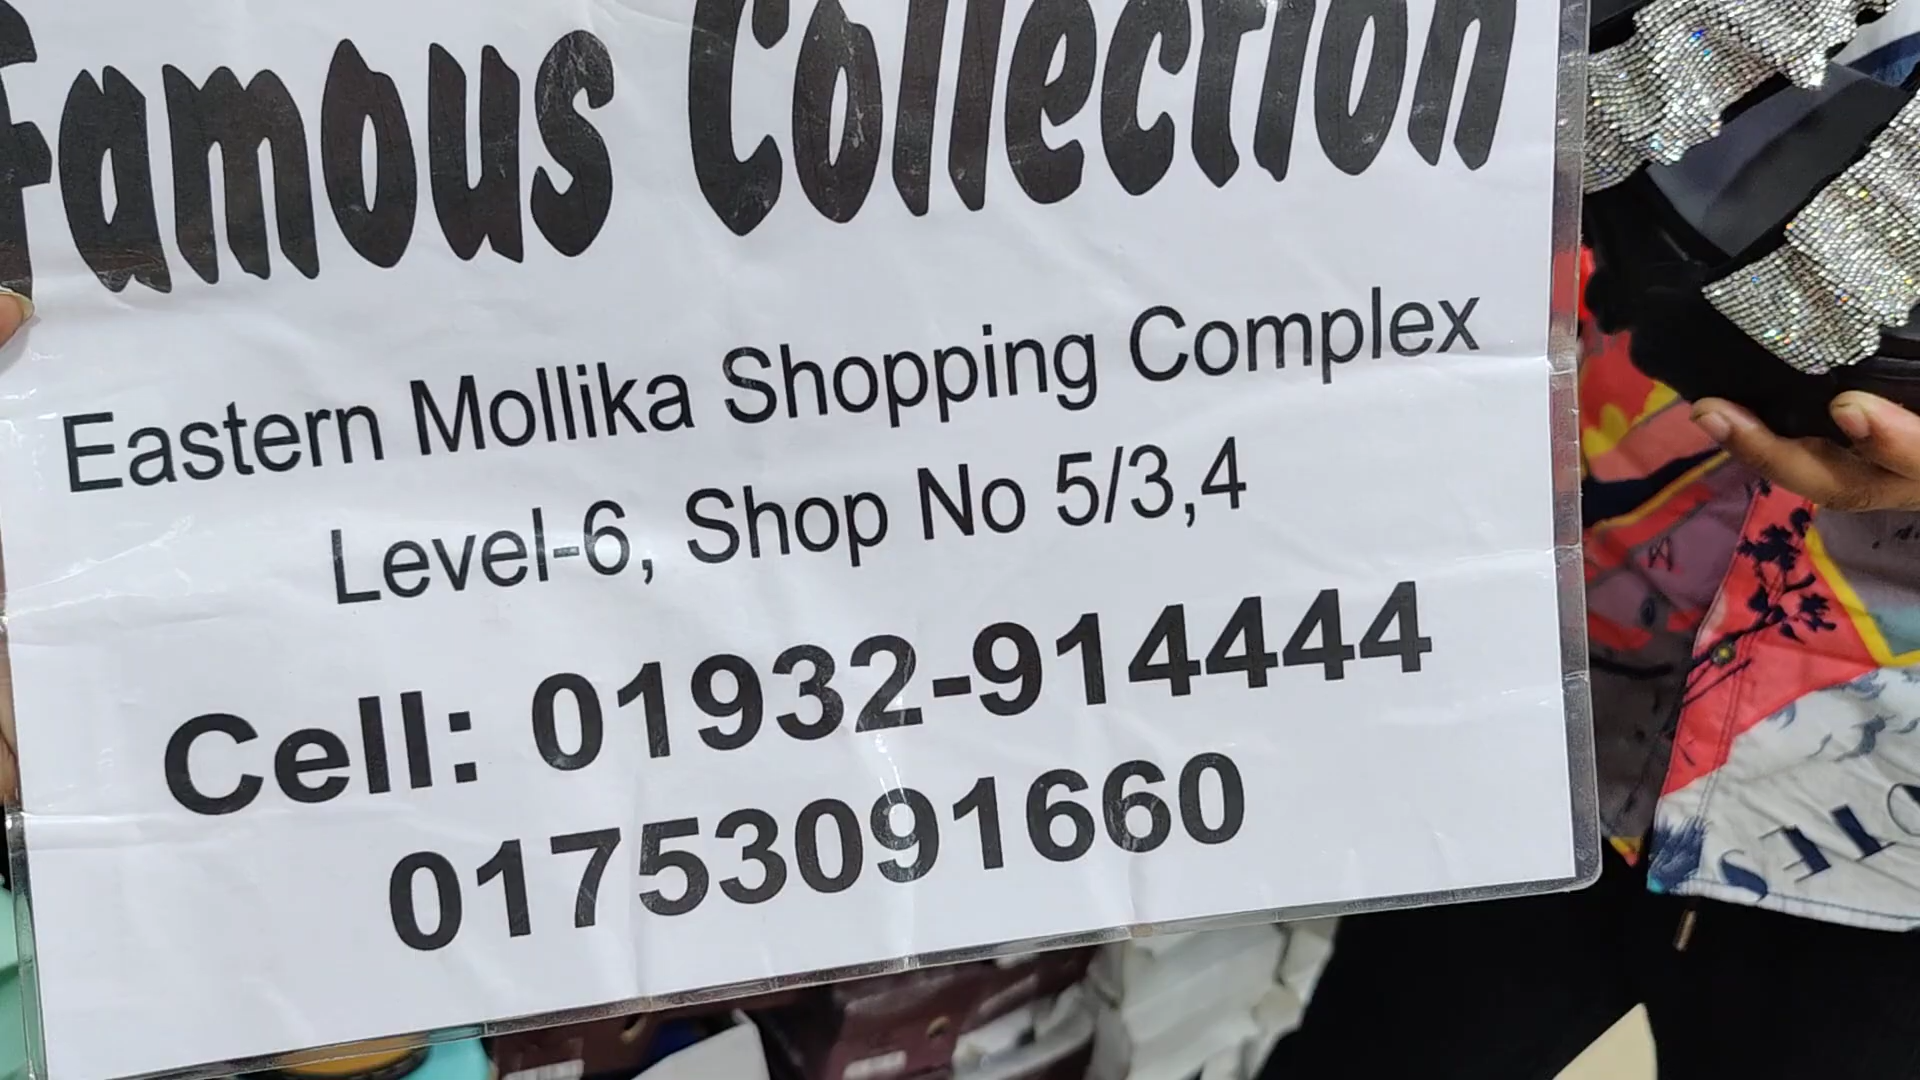 Famous Collection
Eastern Mollika Shopping Complex
Level-6, Shop No 5/3,4
Cell: 01932-914444
01753091660